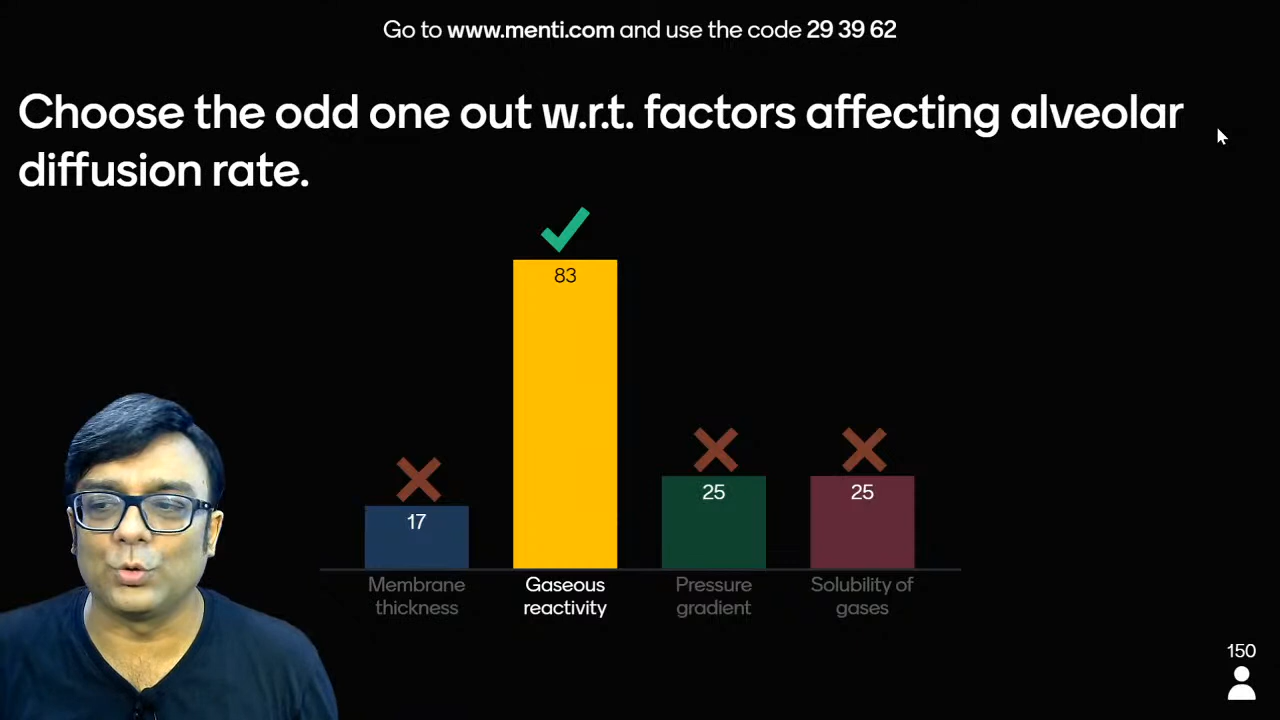 Go to www.menti.com and use the code 29 39 62
Choose the odd one out w.r.t. factors affecting alveolar
diffusion rate.
83
17
25
25
Membrane
thickness
Gaseous
reactivity
Pressure
gradient
Solubility of
gases
150